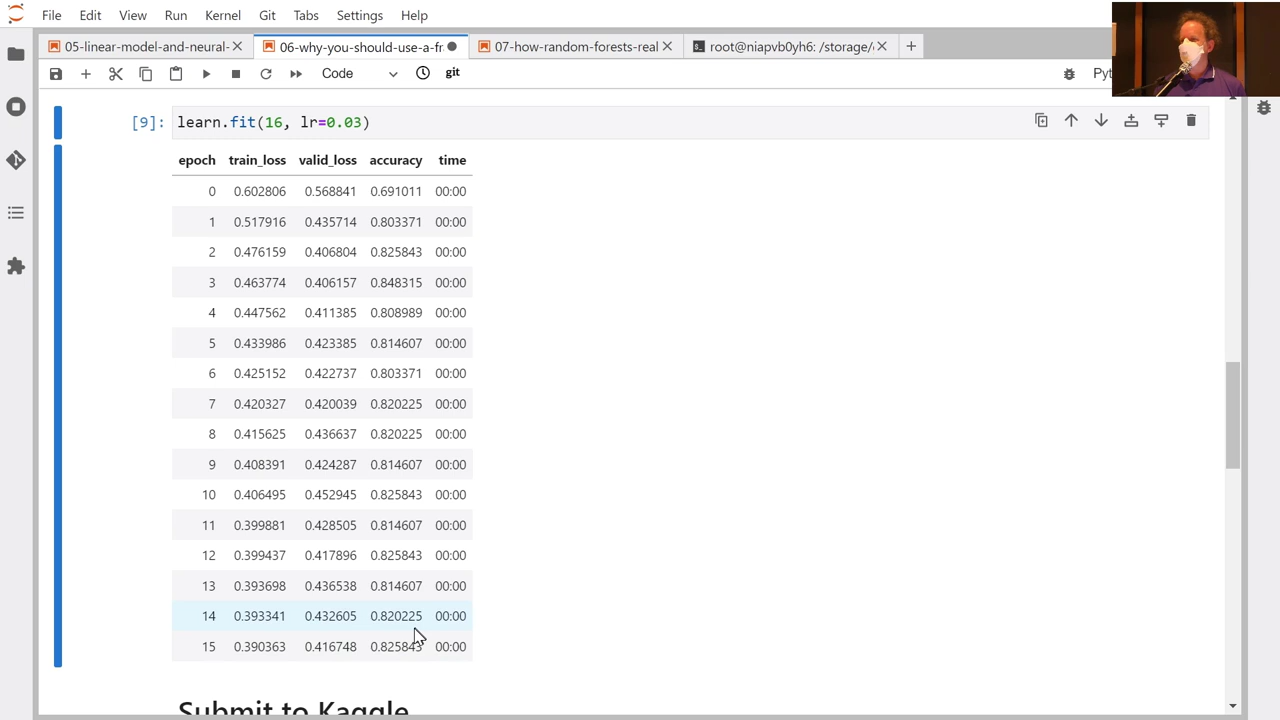 File Edit View Run Kernel Git Tabs Settings Help
05-linear-model-and-neural- 06-why-you-should-use-a-fr 07-how-random-forests-real root@niapvb0yh6: /storage/
Code git
[9]: learn.fit(16, lr=0.03)
epoch train_loss valid_loss accuracy time
0 0.602806 0.568841 0.691011 00:00
1 0.517916 0.435714 0.803371 00:00
2 0.476159 0.406804 0.825843 00:00
3 0.463774 0.406157 0.848315 00:00
4 0.447562 0.411385 0.808989 00:00
5 0.433986 0.423385 0.814607 00:00
6 0.425152 0.422737 0.803371 00:00
7 0.420327 0.420039 0.820225 00:00
8 0.415625 0.436637 0.820225 00:00
9 0.408391 0.424287 0.814607 00:00
10 0.406495 0.452945 0.825843 00:00
11 0.399881 0.428505 0.814607 00:00
12 0.399437 0.417896 0.825843 00:00
13 0.393698 0.436538 0.814607 00:00
14 0.393341 0.432605 0.820225 00:00
15 0.390363 0.416748 0.825843 00:00
Submit to Kaggle